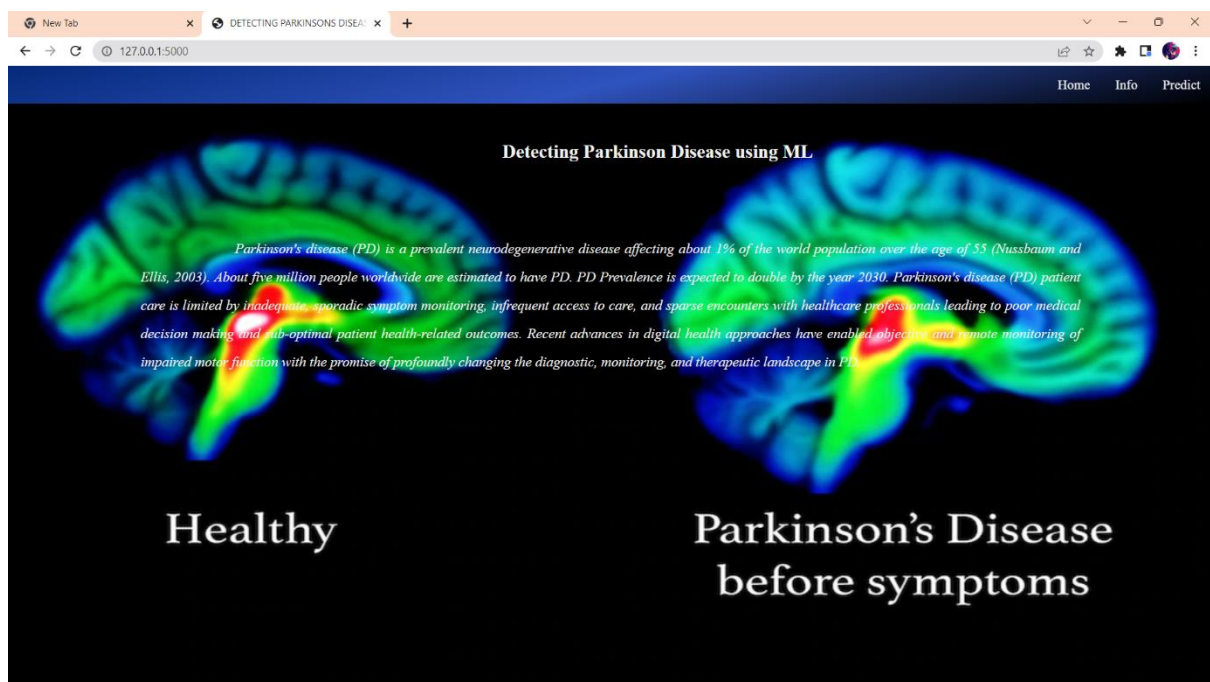 New Tab
DETECTING PARKINSONS DISEA
127.0.0.1:5000
Home Info Predict
Detecting Parkinson Disease using ML
Parkinson's disease (PD) is a prevalent neurodegenerative disease affecting about 1% of the world population over the age of 55 (Nussbaum and
Ellis, 2003). About five million people worldwide are estimated to have PD. PD Prevalence is expected to double by the year 2030. Parkinson's disease (PD) patient
care is limited by inadequate, sporadic symptom monitoring, infrequent access to care, and sparse encounters with healthcare professionals leading to poor medical
decision making and sub-optimal patient health-related outcomes. Recent advances in digital health approaches have enabled objective and remote monitoring of
impaired motor function with the promise of profoundly changing the diagnostic, monitoring, and therapeutic landscape in PD.
Healthy
Parkinson's Disease
before symptoms